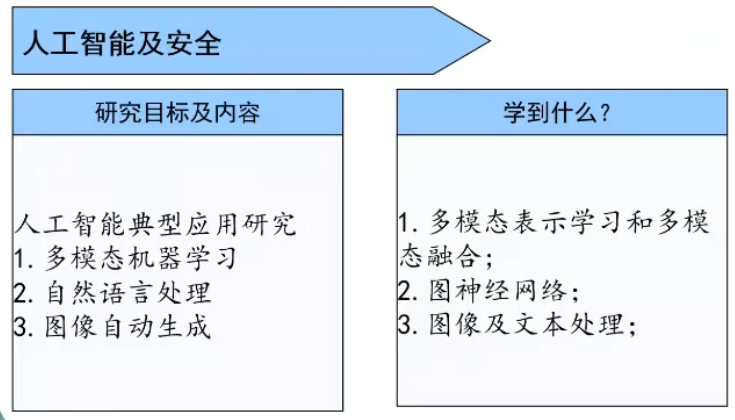 人工智能及安全
研究目标及内容
人工智能典型应用研究
1. 多模态机器学习
2. 自然语言处理
3. 图像自动生成
学到什么？
1. 多模态表示学习和多模
态融合；
2. 图神经网络；
3. 图像及文本处理；